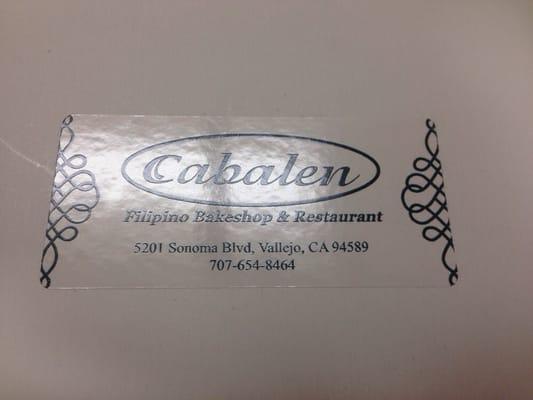 Cabalen
Filipino Bakeshop & Restaurant
5201 Sonoma Blvd, Vallejo, CA 94589
707-654-8464